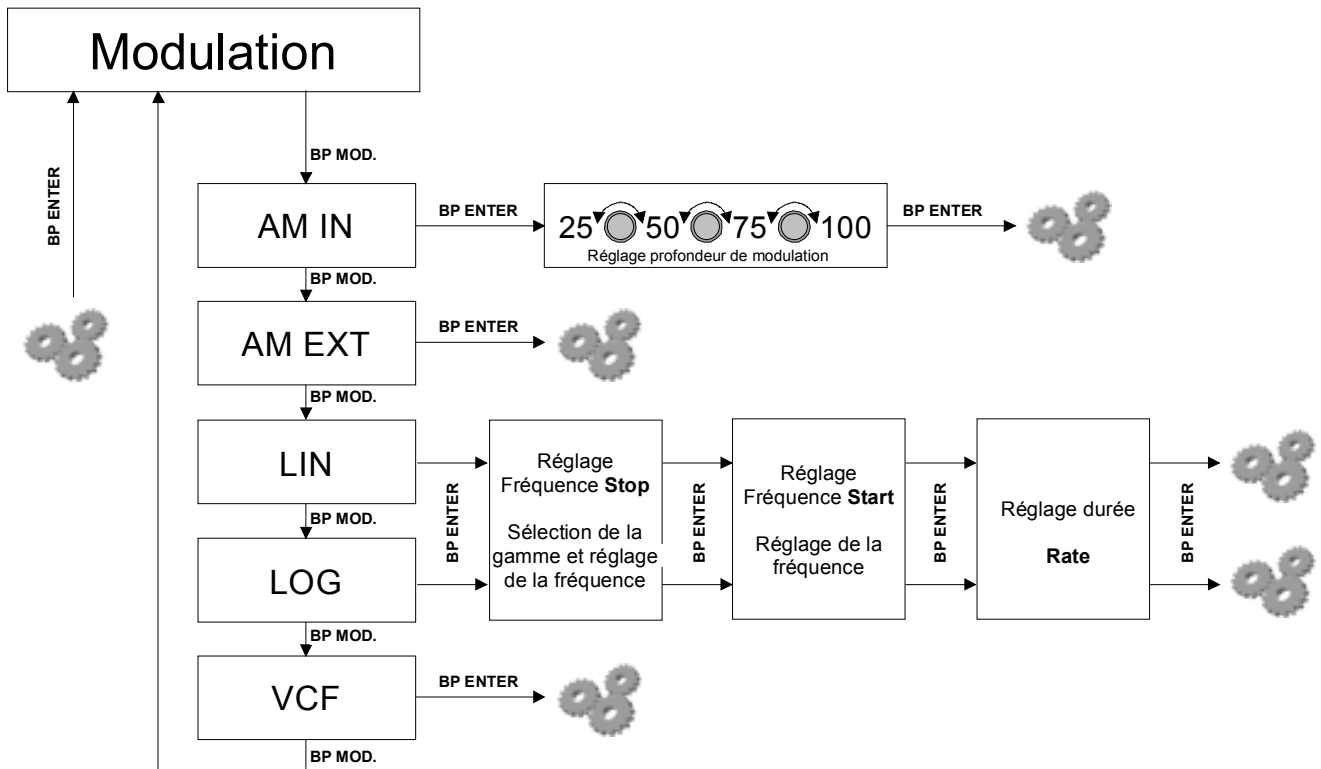 Modulation
BP ENTER
BP MOD.
AM IN
BP ENTER
25 50 75 100
Réglage profondeur de modulation
BP ENTER
BP MOD.
AM EXT
BP ENTER
BP MOD.
LIN
BP MOD.
LOG
BP ENTER
Réglage
Fréquence Stop
Sélection de la
gamme et réglage
de la fréquence
BP ENTER
Réglage
Fréquence Start
Réglage de la
fréquence
BP ENTER
Réglage durée
Rate
BP ENTER
BP MOD.
VCF
BP ENTER
BP MOD.